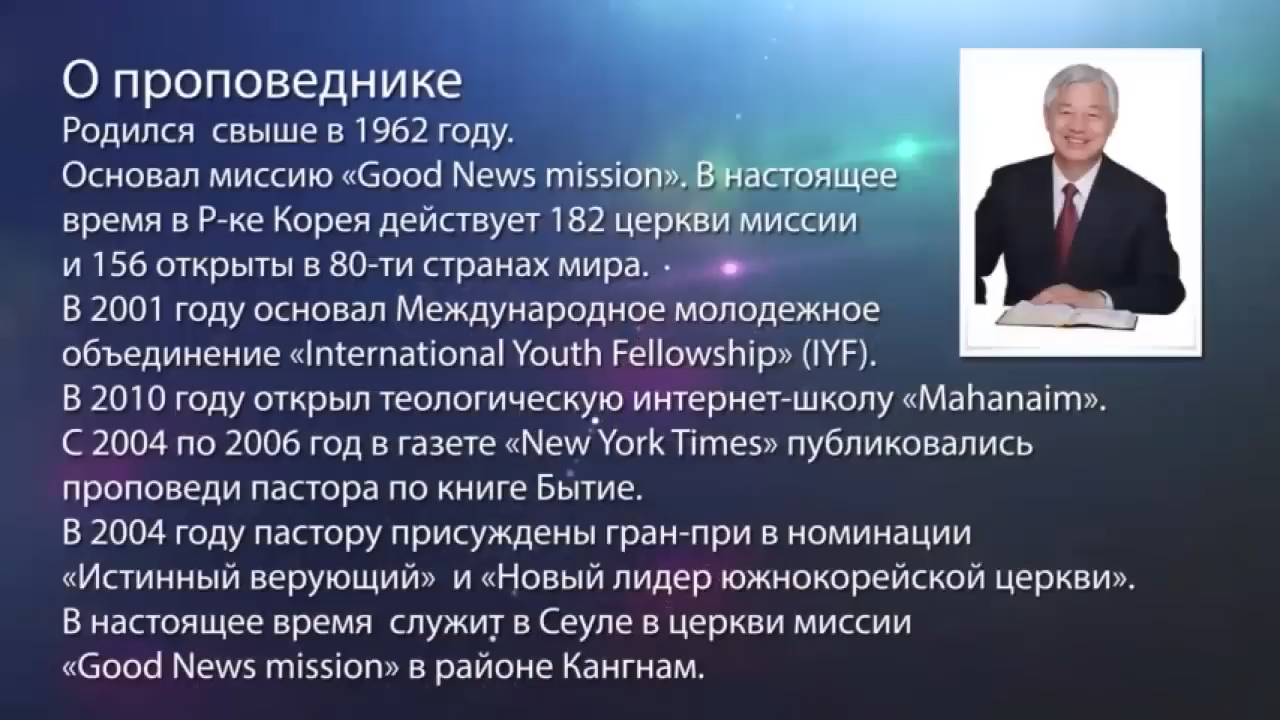 О проповеднике
Родился свыше в 1962 году.
Основал миссию «Good News mission». В настоящее
время в Р-ке Корея действует 182 церкви миссии
и 156 открыты в 80-ти странах мира.
В 2001 году основал Международное молодежное
объединение «International Youth Fellowship» (IYF).
В 2010 году открыл теологическую интернет-школу «Mahanaim».
С 2004 по 2006 год в газете «New York Times» публиковались
проповеди пастора по книге Бытие.
В 2004 году пастору присуждены гран-при в номинации
«Истинный верующий» и «Новый лидер южнокорейской церкви».
В настоящее время служит в Сеуле в церкви миссии
«Good News mission» в районе Кангнам.